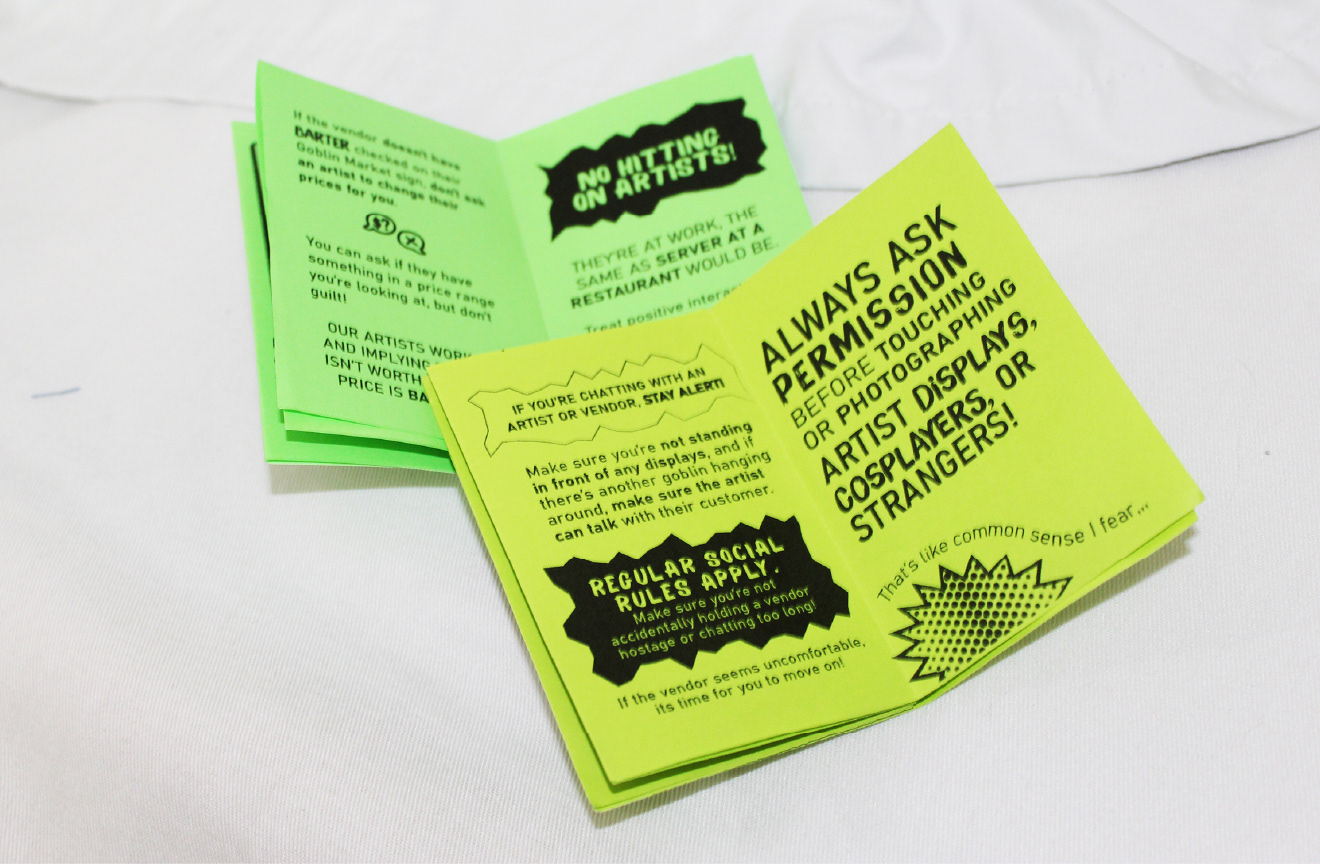 If the vendor doesn't have
BARTER checked on their
Goblin Market sign, don't ask
an artist to change their
prices for you.
$?
You can ask if they have
something in a price range
you're looking at, but don't
guilt!
OUR ARTISTS WORK
AND IMPLYING
ISN'T WORTH
PRICE IS BA
NO HITTING
ON ARTISTS!
THEY'RE AT WORK, THE
SAME AS SERVER AT A
RESTAURANT WOULD BE.
Treat positive interac
IF YOU'RE CHATTING WITH AN
ARTIST OR VENDOR, STAY ALERT!
Make sure you're not standing
in front of any displays, and if
there's another goblin hanging
around, make sure the artist
can talk with their customer.
REGULAR SOCIAL
RULES APPLY.
Make sure you're not
accidentally holding a vendor
hostage or chatting too long!
If the vendor seems uncomfortable,
its time for you to move on!
ALWAYS ASK
PERMISSION
BEFORE TOUCHING
OR PHOTOGRAPHING
ARTIST DISPLAYS,
COSPLAYERS, OR
STRANGERS!
That's like common sense I fear...